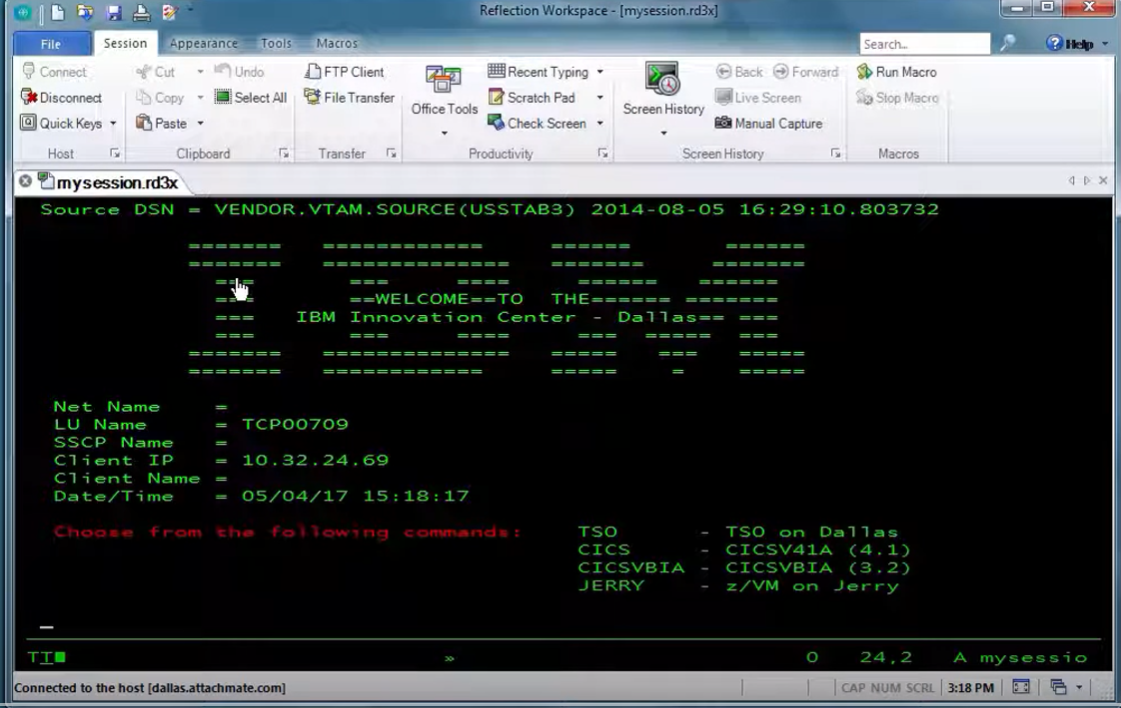 Reflection Workspace - [mysession.rd3x]
File Session Appearance Tools Macros Search... Help
Connect Cut Undo FTP Client Recent Typing Back Forward Run Macro
Disconnect Copy Select All File Transfer Office Tools Scratch Pad Screen History Live Screen Stop Macro
Quick Keys Paste Check Screen Manual Capture
Host Clipboard Transfer Productivity Screen History Macros
mysession.rd3x
Source DSN = VENDOR.VTAM.SOURCE(USSTAB3) 2014-08-05 16:29:10.803732
======= ============ ====== ======
======= ============== ======= =======
=== === ==== ====== ======
=== ==WELCOME==TO THE====== =======
=== IBM Innovation Center - Dallas== ===
=== === ==== === ===== ===
======= ============== ===== === =====
======= ============ ===== = =====
Net Name =
LU Name = TCP00709
SSCP Name =
Client IP = 10.32.24.69
Client Name =
Date/Time = 05/04/17 15:18:17
Choose from the following commands: TSO - TSO on Dallas
CICS - CICSV41A (4.1)
CICSVBIA - CICSVBIA (3.2)
JERRY - z/VM on Jerry
TT » 0 24,2 A mysessio
Connected to the host [dallas.attachmate.com] CAP NUM SCRL 3:18 PM